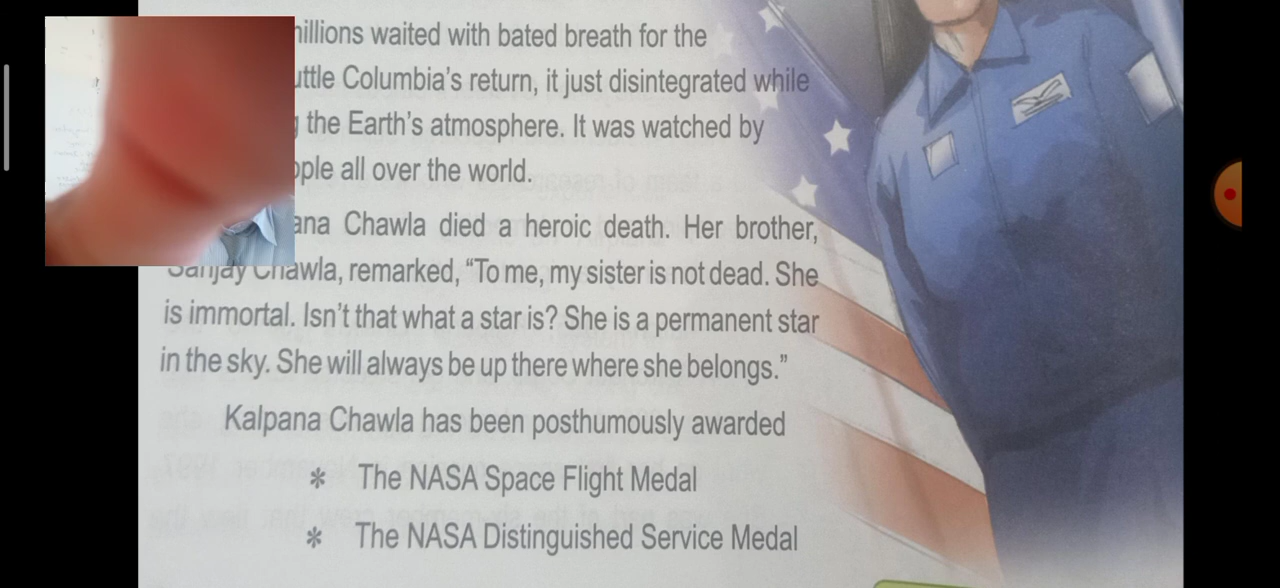 waited with bated breath for the
Columbia's return, it just disintegrated while
the Earth's atmosphere. It was watched by
all over the world.
Chawla died a heroic death. Her brother,
Sanjay Chawla, remarked, “To me, my sister is not dead. She
is immortal. Isn't that what a star is? She is a permanent star
in the sky. She will always be up there where she belongs.”
Kalpana Chawla has been posthumously awarded
* The NASA Space Flight Medal
* The NASA Distinguished Service Medal